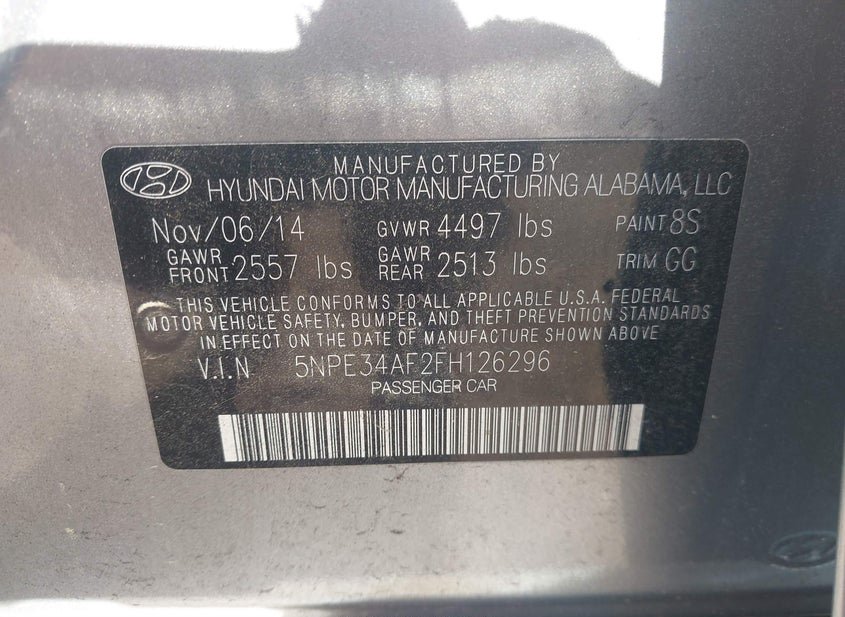 MANUFACTURED BY
HYUNDAI MOTOR MANUFACTURING ALABAMA, LLC
Nov/06/14 GVWR 4497 lbs PAINT 8S
GAWR FRONT 2557 lbs GAWR REAR 2513 lbs TRIM GG
THIS VEHICLE CONFORMS TO ALL APPLICABLE U.S.A. FEDERAL
MOTOR VEHICLE SAFETY, BUMPER, AND THEFT PREVENTION STANDARDS
IN EFFECT ON THE DATE OF MANUFACTURE SHOWN ABOVE
V.I.N 5NPE34AF2FH126296
PASSENGER CAR